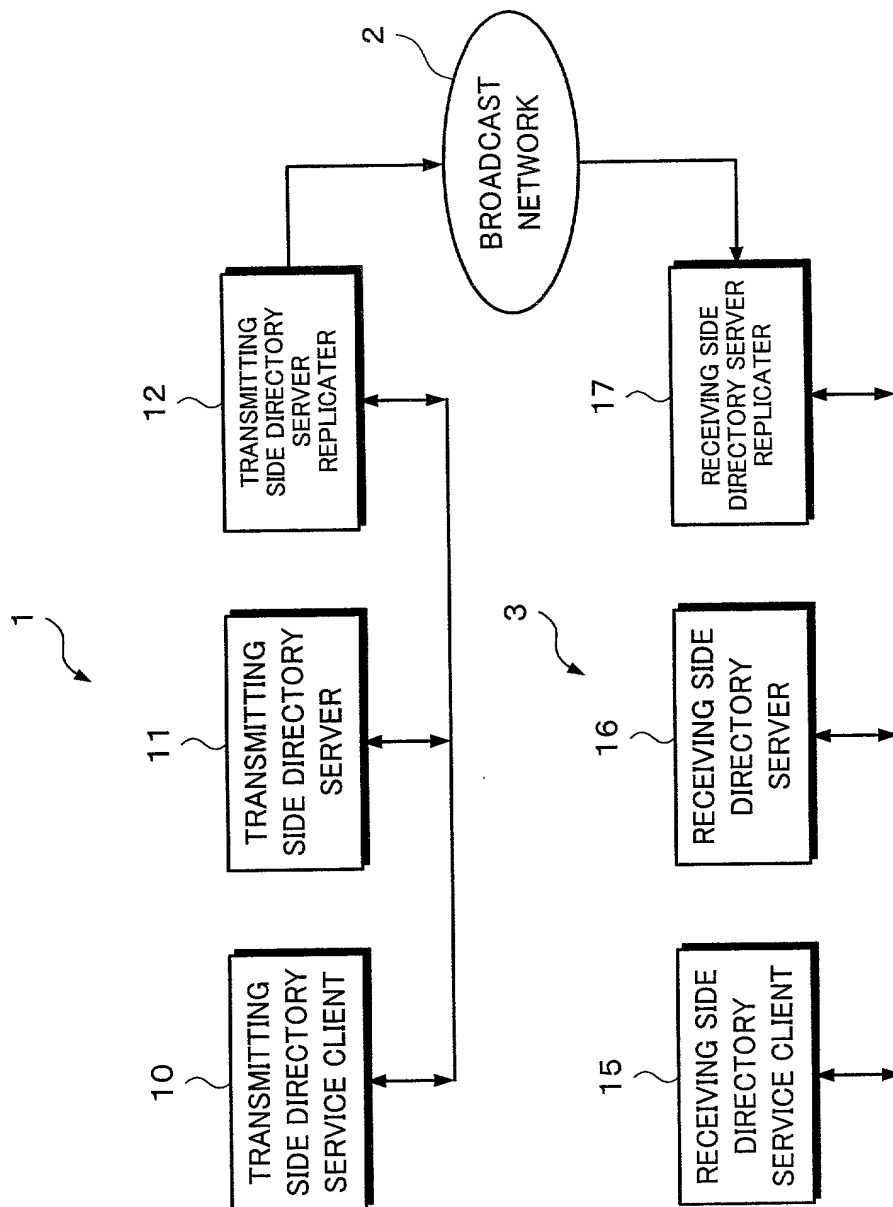 1
10
TRANSMITTING
SIDE DIRECTORY
SERVICE CLIENT
11
TRANSMITTING
SIDE DIRECTORY
SERVER
12
TRANSMITTING
SIDE DIRECTORY
SERVER
REPLICATER
2
BROADCAST
NETWORK
3
15
RECEIVING SIDE
DIRECTORY
SERVICE CLIENT
16
RECEIVING SIDE
DIRECTORY
SERVER
17
RECEIVING SIDE
DIRECTORY SERVER
REPLICATER